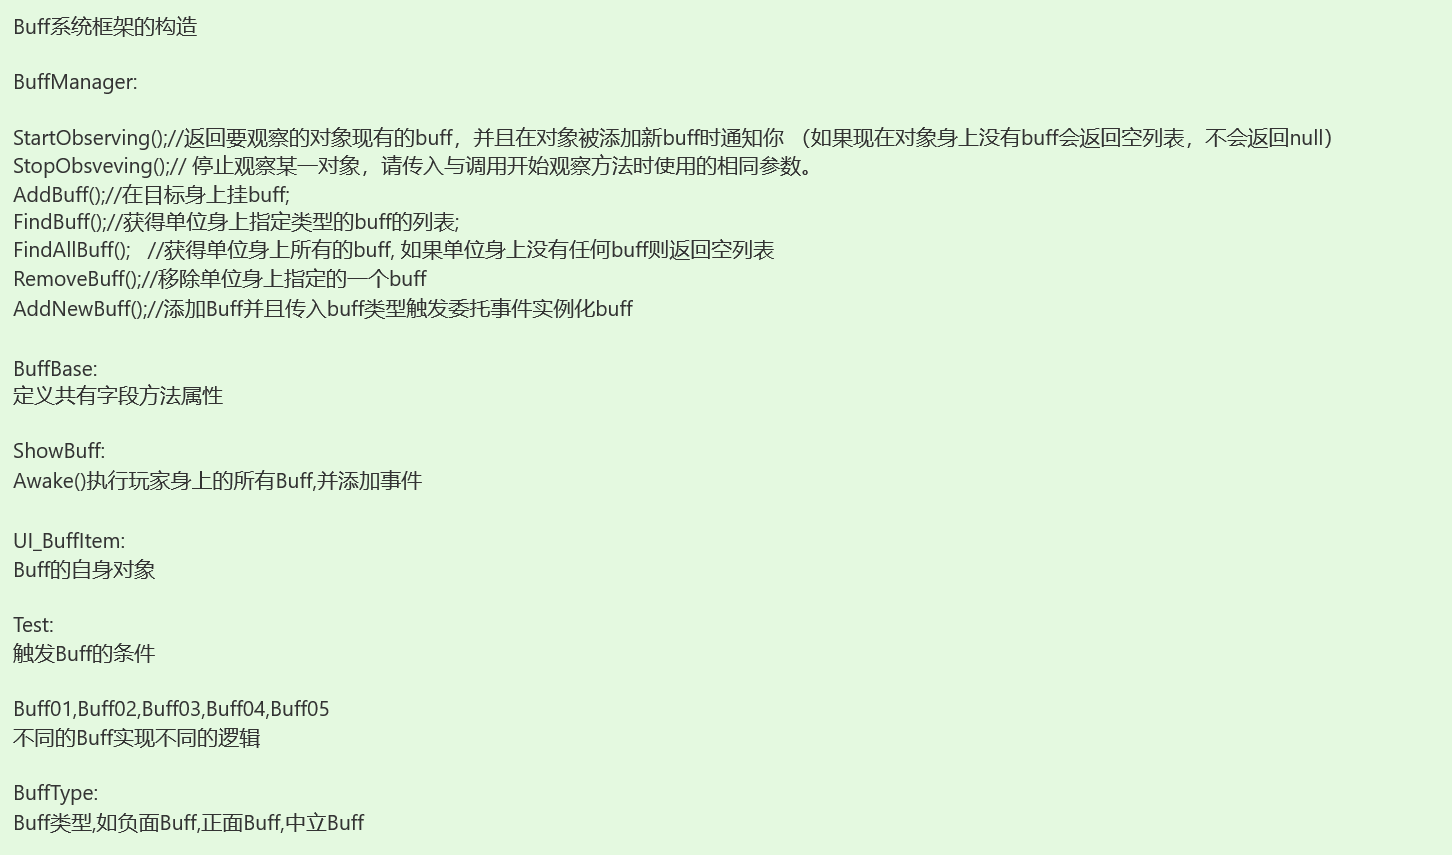 Buff系统框架的构造
BuffManager:
StartObserving();//返回要观察的对象现有的buff，并且在对象被添加新buff时通知你 （如果现在对象身上没有buff会返回空列表，不会返回null）
StopObsveving();// 停止观察某一对象，请传入与调用开始观察方法时使用的相同参数。
AddBuff();//在目标身上挂buff;
FindBuff();//获得单位身上指定类型的buff的列表;
FindAllBuff();   //获得单位身上所有的buff, 如果单位身上没有任何buff则返回空列表
RemoveBuff();//移除单位身上指定的一个buff
AddNewBuff();//添加Buff并且传入buff类型触发委托事件实例化buff
BuffBase:
定义共有字段方法属性
ShowBuff:
Awake()执行玩家身上的所有Buff,并添加事件
UI_BuffItem:
Buff的自身对象
Test:
触发Buff的条件
Buff01,Buff02,Buff03,Buff04,Buff05
不同的Buff实现不同的逻辑
BuffType:
Buff类型,如负面Buff,正面Buff,中立Buff